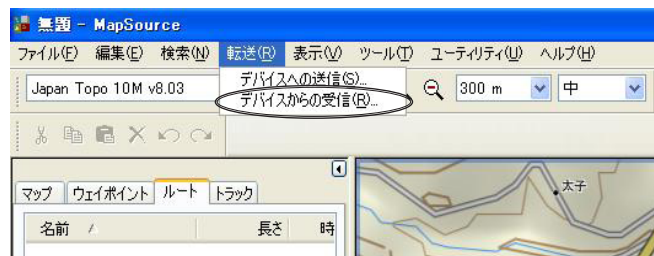 無題 - MapSource
ファイル(F) 編集(E) 検索(N) 転送(R) 表示(V) ツール(T) ユーティリティ(U) ヘルプ(H)
デバイスへの送信(S)...
Japan Topo 10M v8.03 300 m 中
デバイスからの受信(R)...
マップ ウェイポイント ルート トラック
太子
名前 長さ 時